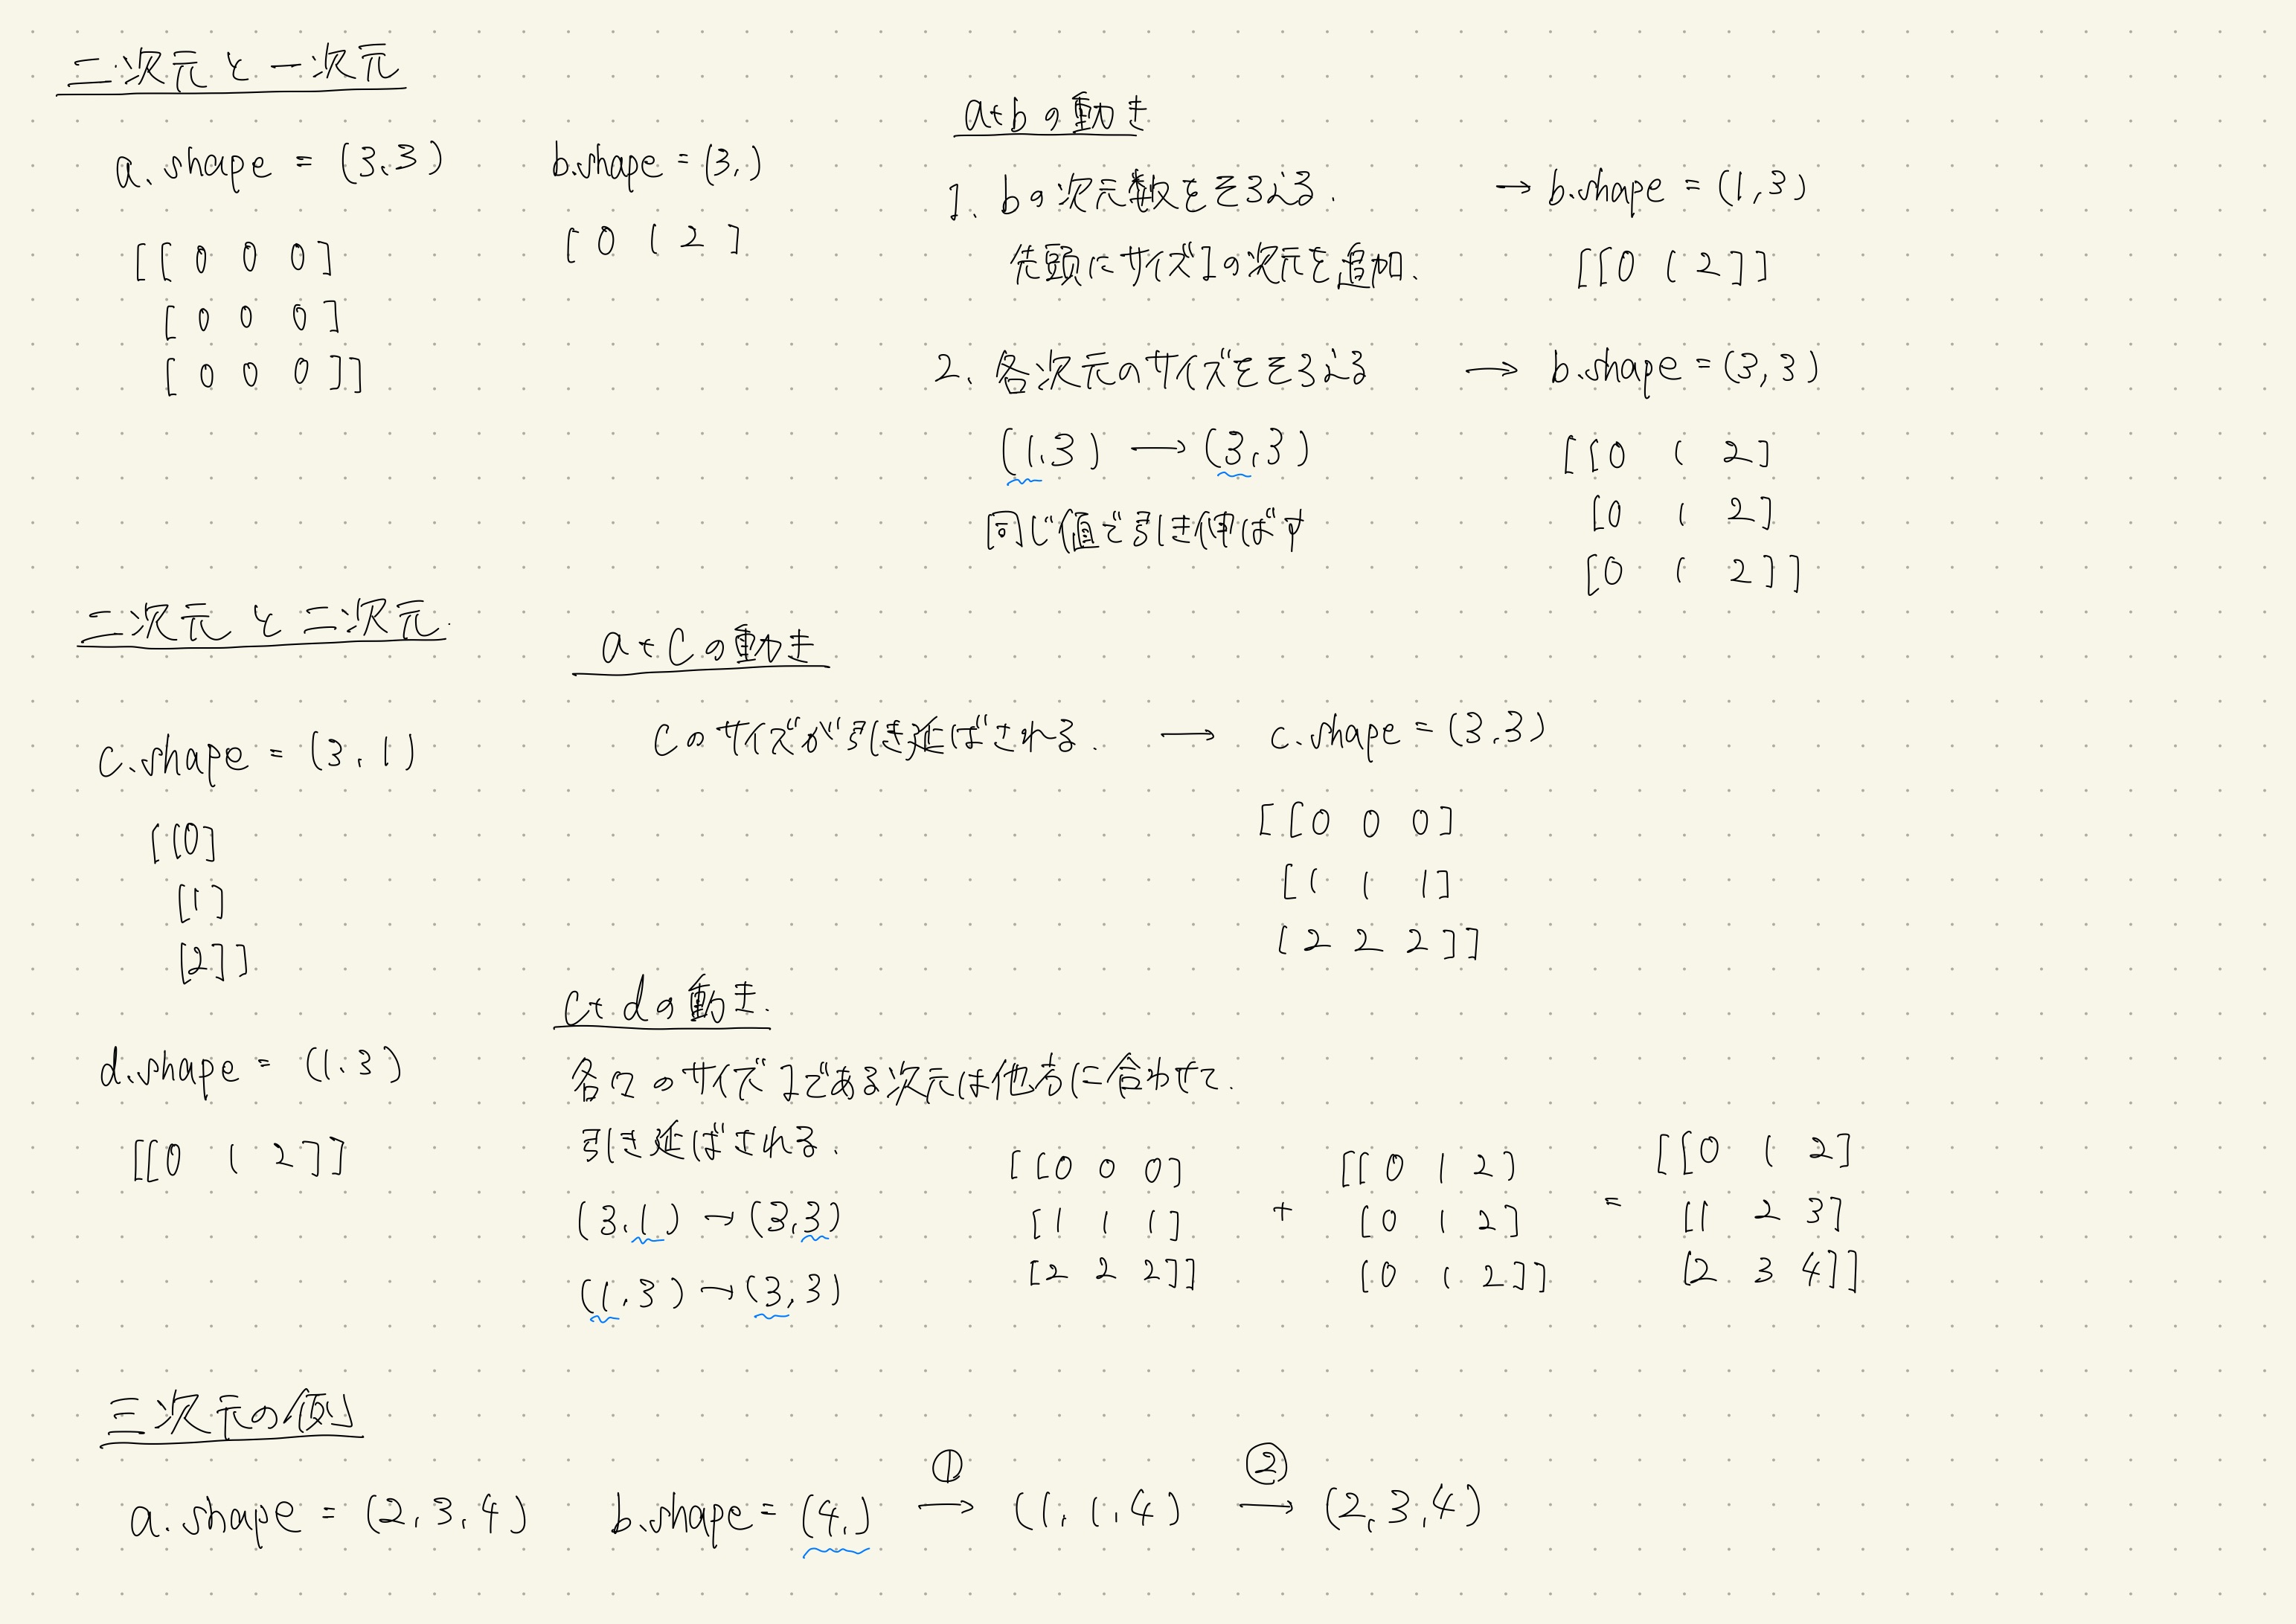 二次元と一次元
a.shape = (3,3)
[[ 0 0 0]
[ 0 0 0 ]
[ 0 0 0 ]]
b.shape = (3,)
[ 0 1 2 ]
a+bの動き
1. bの次元数をそろえる.
先頭にサイズ1の次元を追加.
→ b.shape = (1,3)
[[0 1 2]]
2. 各次元のサイズをそろえる
(1,3) → (3,3)
同じ値で引き伸ばす
→ b.shape = (3,3)
[[0 1 2]
[0 1 2]
[0 1 2]]
二次元と二次元.
c.shape = (3,1)
[[0]
[1]
[2]]
a+cの動き
cのサイズが引き延ばされる. → c.shape = (3,3)
[[0 0 0]
[1 1 1]
[2 2 2]]
d.shape = (1,3)
[[0 1 2]]
c+dの動き.
各々のサイズ1である次元は他方に合わせて.
引き延ばされる.
(3,1) → (3,3)
(1,3) → (3,3)
[[0 0 0] [[0 1 2] [[0 1 2]
[1 1 1] + [0 1 2] = [1 2 3]
[2 2 2]] [0 1 2]] [2 3 4]]
三次元の例
① ②
a.shape = (2,3,4) b.shape = (4,) → (1,1,4) → (2,3,4)